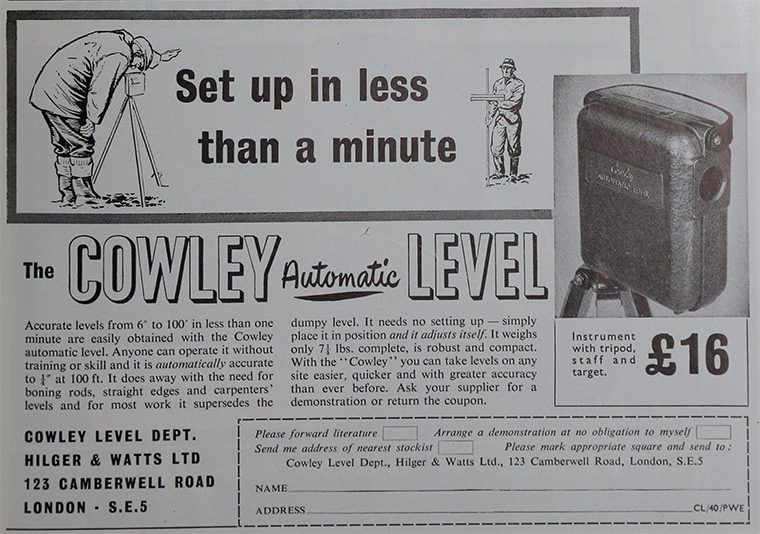 Set up in less
than a minute
Cowley
AUTOMATIC LEVEL
The COWLEY Automatic LEVEL
Accurate levels from 6" to 100' in less than one
minute are easily obtained with the Cowley
automatic level. Anyone can operate it without
training or skill and it is automatically accurate
to ¼" at 100 ft. It does away with the need for
boning rods, straight edges and carpenters'
levels and for most work it supersedes the
dumpy level. It needs no setting up — simply
place it in position and it adjusts itself. It weighs
only 7¼ lbs. complete, is robust and compact.
With the "Cowley" you can take levels on any
site easier, quicker and with greater accuracy
than ever before. Ask your supplier for a
demonstration or return the coupon.
Instrument
with tripod,
staff and
target.
£16
COWLEY LEVEL DEPT.
HILGER & WATTS LTD
123 CAMBERWELL ROAD
LONDON · S.E.5
Please forward literature Arrange a demonstration at no obligation to myself
Send me address of nearest stockist Please mark appropriate square and send to:
Cowley Level Dept., Hilger & Watts Ltd., 123 Camberwell Road, London, S.E.5
NAME
ADDRESS CL/40/PWE